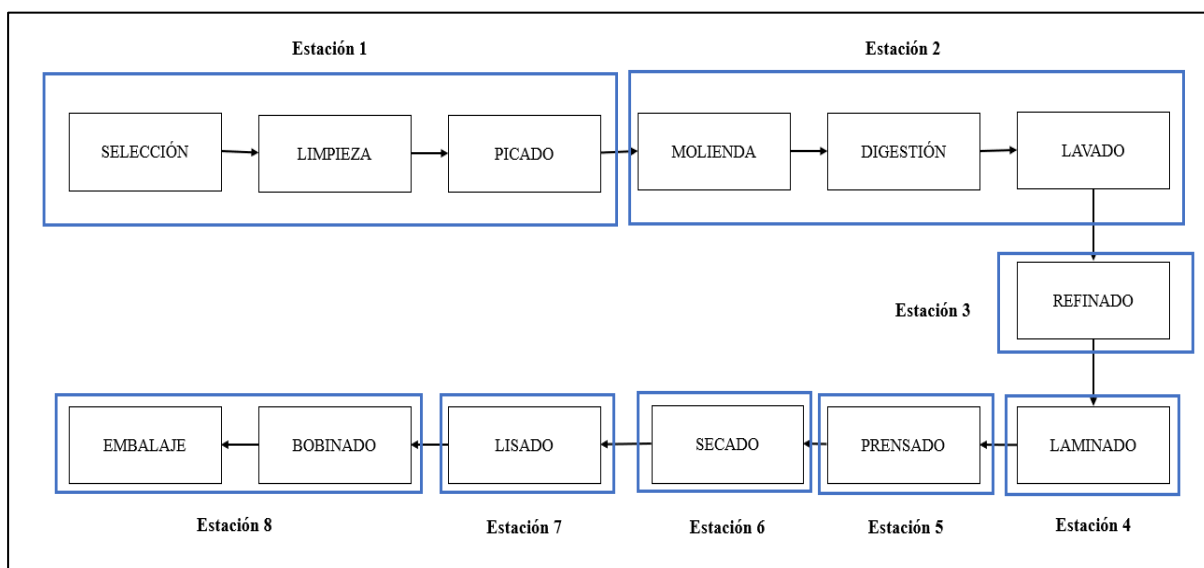 Estación 1
Estación 2
SELECCIÓN
LIMPIEZA
PICADO
MOLIENDA
DIGESTIÓN
LAVADO
Estación 3
REFINADO
EMBALAJE
BOBINADO
LISADO
SECADO
PRENSADO
LAMINADO
Estación 8
Estación 7
Estación 6
Estación 5
Estación 4